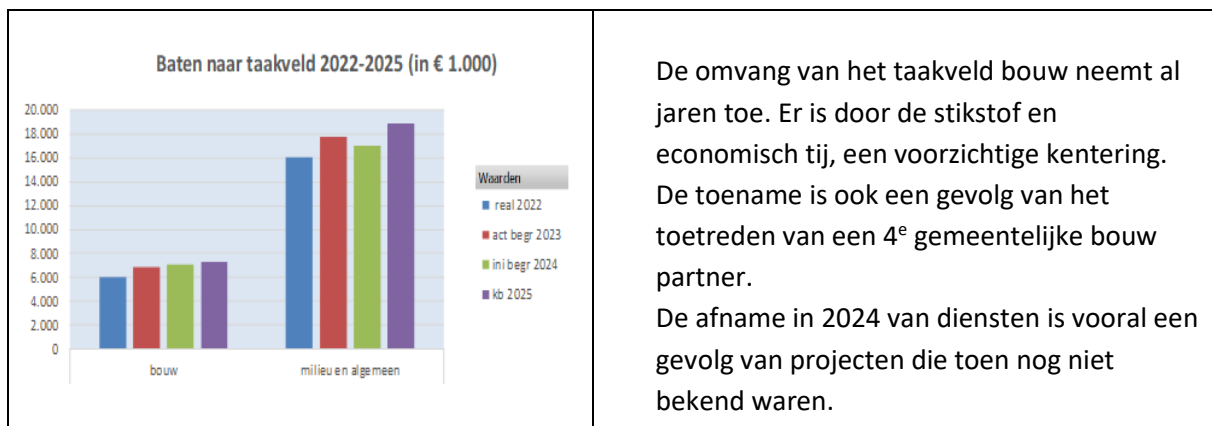 Baten naar taakveld 2022-2025 (in € 1.000)
20.000
18.000
16.000
14.000
12.000
10.000
8.000
6.000
4.000
2.000
0
bouw
milieu en algemeen
Waarden
real 2022
act begr 2023
ini begr 2024
kb 2025
De omvang van het taakveld bouw neemt al
jaren toe. Er is door de stikstof en
economisch tij, een voorzichtige kentering.
De toename is ook een gevolg van het
toetreden van een 4e gemeentelijke bouw
partner.
De afname in 2024 van diensten is vooral een
gevolg van projecten die toen nog niet
bekend waren.